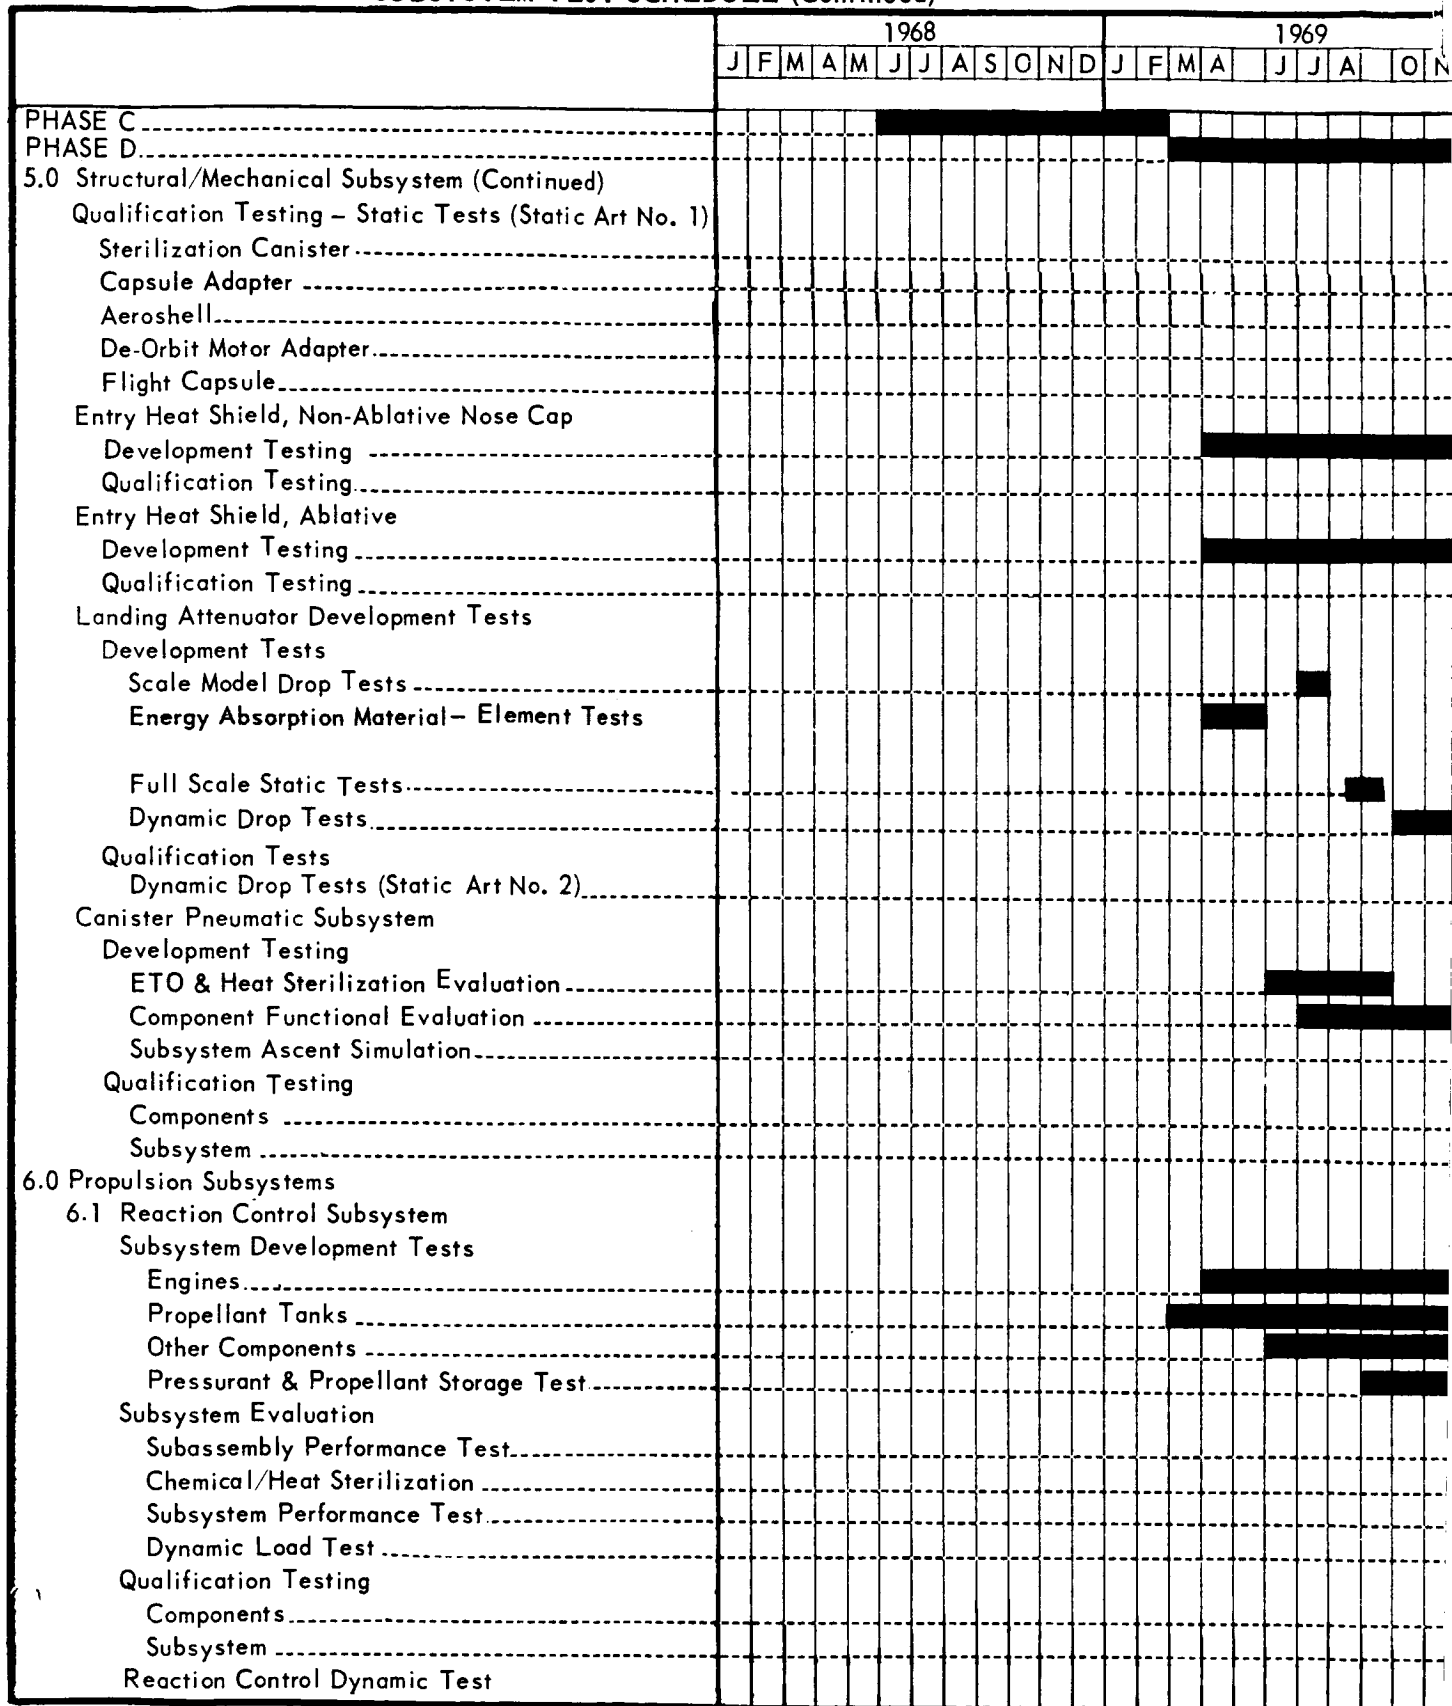 SUBSYSTEM TEST SCHEDULE (Continued)
1968 1969
J F M A M J J A S O N D J F M A J J A O N
PHASE C
PHASE D
5.0 Structural/Mechanical Subsystem (Continued)
Qualification Testing – Static Tests (Static Art No. 1)
Sterilization Canister
Capsule Adapter
Aeroshell
De-Orbit Motor Adapter
Flight Capsule
Entry Heat Shield, Non-Ablative Nose Cap
Development Testing
Qualification Testing
Entry Heat Shield, Ablative
Development Testing
Qualification Testing
Landing Attenuator Development Tests
Development Tests
Scale Model Drop Tests
Energy Absorption Material– Element Tests
Full Scale Static Tests
Dynamic Drop Tests
Qualification Tests
Dynamic Drop Tests (Static Art No. 2)
Canister Pneumatic Subsystem
Development Testing
ETO & Heat Sterilization Evaluation
Component Functional Evaluation
Subsystem Ascent Simulation
Qualification Testing
Components
Subsystem
6.0 Propulsion Subsystems
6.1 Reaction Control Subsystem
Subsystem Development Tests
Engines
Propellant Tanks
Other Components
Pressurant & Propellant Storage Test
Subsystem Evaluation
Subassembly Performance Test
Chemical/Heat Sterilization
Subsystem Performance Test
Dynamic Load Test
Qualification Testing
Components
Subsystem
Reaction Control Dynamic Test